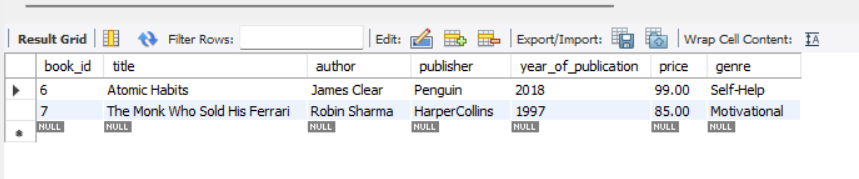 Result Grid Filter Rows: Edit: Export/Import: Wrap Cell Content: IA
book_id title author publisher year_of_publication price genre
6 Atomic Habits James Clear Penguin 2018 99.00 Self-Help
7 The Monk Who Sold His Ferrari Robin Sharma HarperCollins 1997 85.00 Motivational
NULL NULL NULL NULL NULL NULL NULL